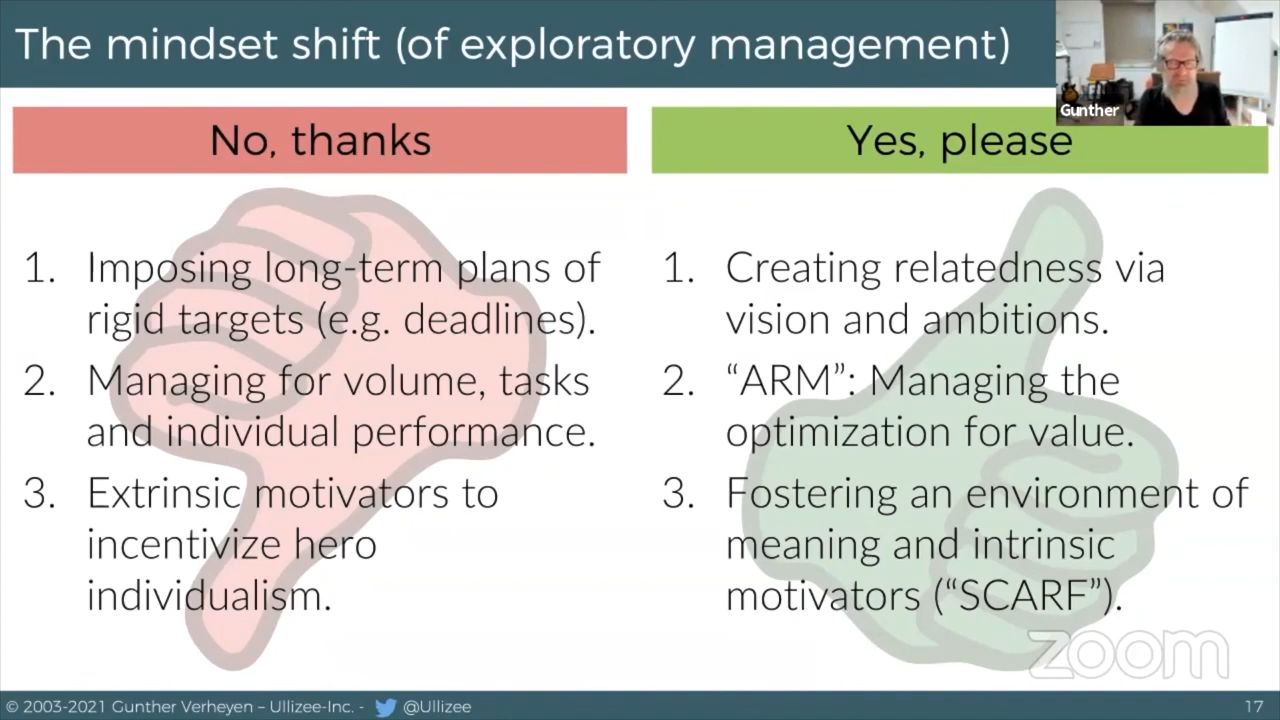 The mindset shift (of exploratory management)
Gunther
No, thanks
1. Imposing long-term plans of
rigid targets (e.g. deadlines).
2. Managing for volume, tasks
and individual performance.
3. Extrinsic motivators to
incentivize hero
individualism.
Yes, please
1. Creating relatedness via
vision and ambitions.
2. “ARM”: Managing the
optimization for value.
3. Fostering an environment of
meaning and intrinsic
motivators (“SCARF”).
zoom
© 2003-2021 Gunther Verheyen – Ullizee-Inc. - @Ullizee
17